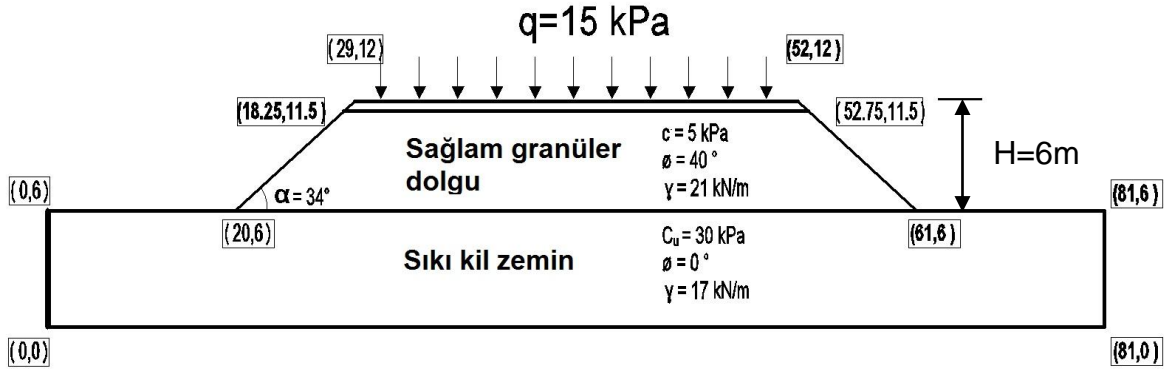 q=15 kPa
(29,12)
(52,12)
(18.25,11.5)
(52.75,11.5)
Sağlam granüler
dolgu
c = 5 kPa
ø = 40 °
γ = 21 kN/m
H=6m
α = 34°
(0,6)
(81,6)
(20,6)
(61,6)
Sıkı kil zemin
Cu = 30 kPa
ø = 0 °
γ = 17 kN/m
(0,0)
(81,0)